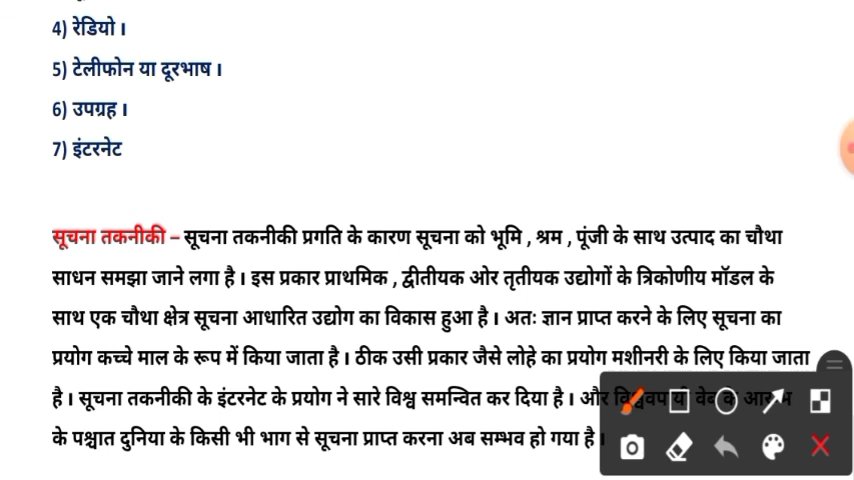 4) रेडियो ।
5) टेलीफोन या दूरभाष ।
6) उपग्रह ।
7) इंटरनेट
सूचना तकनीकी – सूचना तकनीकी प्रगति के कारण सूचना को भूमि , श्रम , पूंजी के साथ उत्पाद का चौथा
साधन समझा जाने लगा है । इस प्रकार प्राथमिक , द्वीतीयक ओर तृतीयक उद्योगों के त्रिकोणीय मॉडल के
साथ एक चौथा क्षेत्र सूचना आधारित उद्योग का विकास हुआ है । अतः ज्ञान प्राप्त करने के लिए सूचना का
प्रयोग कच्चे माल के रूप में किया जाता है । ठीक उसी प्रकार जैसे लोहे का प्रयोग मशीनरी के लिए किया जाता
है । सूचना तकनीकी के इंटरनेट के प्रयोग ने सारे विश्व समन्वित कर दिया है । और
के पश्चात दुनिया के किसी भी भाग से सूचना प्राप्त करना अब सम्भव हो गया है ।